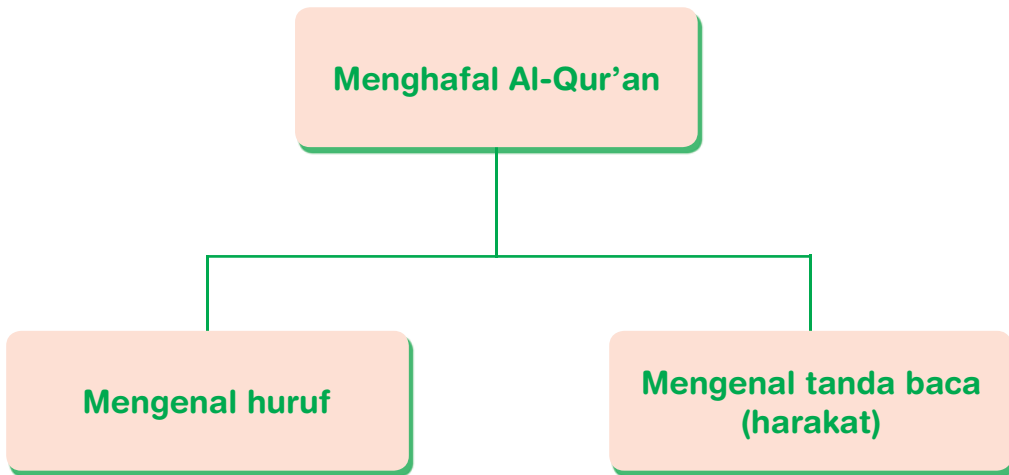 Menghafal Al-Qur’an
Mengenal huruf
Mengenal tanda baca
(harakat)